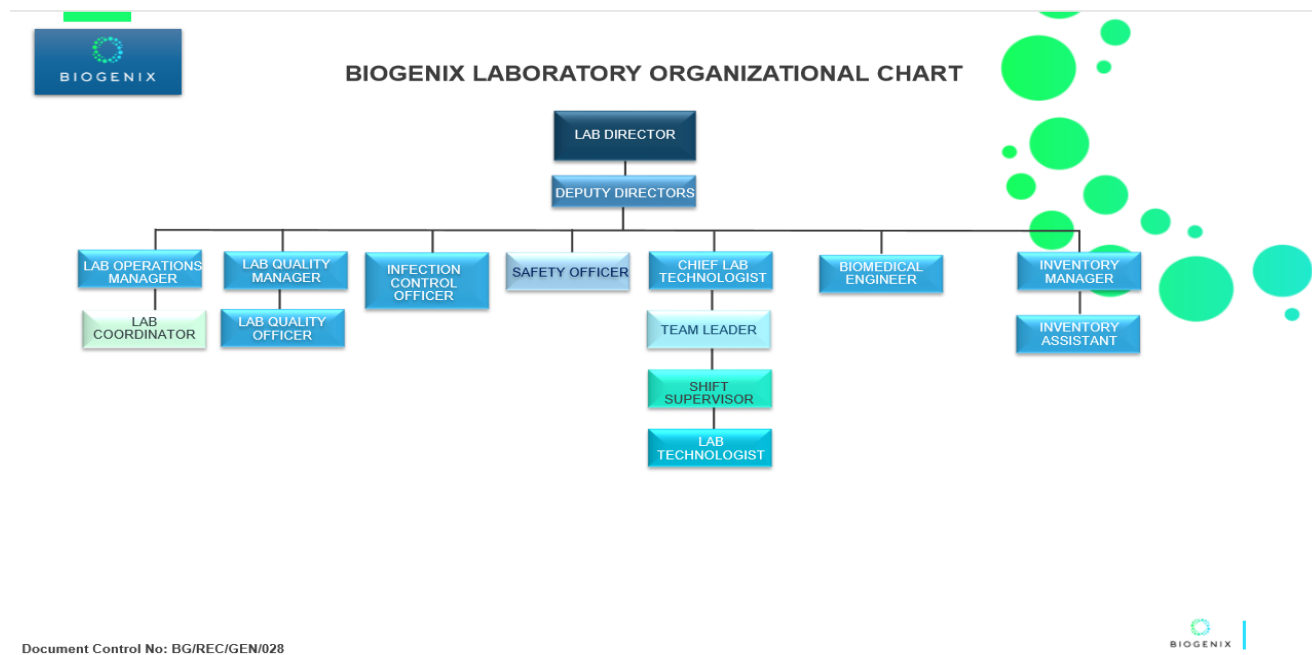 BIOGENIX
BIOGENIX LABORATORY ORGANIZATIONAL CHART
LAB DIRECTOR
DEPUTY DIRECTORS
LAB OPERATIONS
MANAGER
LAB QUALITY
MANAGER
INFECTION
CONTROL
OFFICER
SAFETY OFFICER
CHIEF LAB
TECHNOLOGIST
BIOMEDICAL
ENGINEER
INVENTORY
MANAGER
LAB
COORDINATOR
LAB QUALITY
OFFICER
TEAM LEADER
INVENTORY
ASSISTANT
SHIFT
SUPERVISOR
LAB
TECHNOLOGIST
Document Control No: BG/REC/GEN/028
BIOGENIX